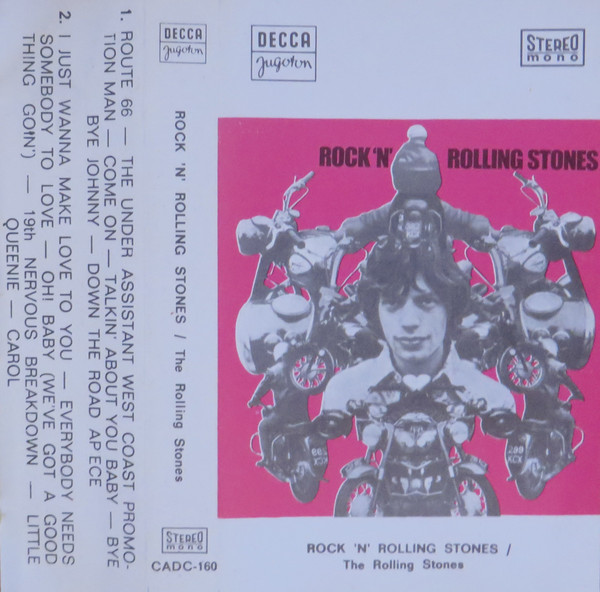 1. ROUTE 66 — THE UNDER ASSISTANT WEST COAST PROMO-
TION MAN — COME ON — TALKIN' ABOUT YOU BABY — BYE
BYE JOHNNY — DOWN THE ROAD AP ECE
2. I JUST WANNA MAKE LOVE TO YOU — EVERYBODY NEEDS
SOMEBODY TO LOVE — OH! BABY (WE'VE GOT A GOOD
THING GOIN') — 19th NERVOUS BREAKDOWN — LITTLE
QUEENIE — CAROL
DECCA
Jugoton
ROCK 'N' ROLLING STONES / The Rolling Stones
STEREO
mono
CADC-160
DECCA
Jugoton
STEREO
mono
ROCK 'N' ROLLING STONES
ROCK 'N' ROLLING STONES /
The Rolling Stones